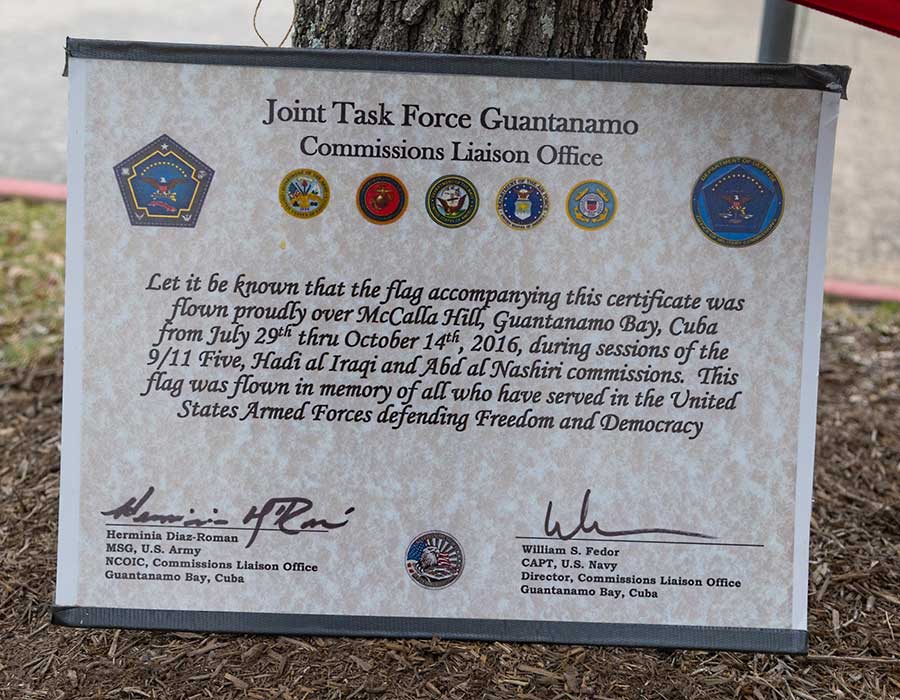 Joint Task Force Guantanamo
Commissions Liaison Office
DEPARTMENT OF DEFENSE
Let it be known that the flag accompanying this certificate was
flown proudly over McCalla Hill, Guantanamo Bay, Cuba
from July 29th thru October 14th, 2016, during sessions of the
9/11 Five, Hadi al Iraqi and Abd al Nashiri commissions. This
flag was flown in memory of all who have served in the United
States Armed Forces defending Freedom and Democracy
Herminia Diaz-Roman
MSG, U.S. Army
NCOIC, Commissions Liaison Office
Guantanamo Bay, Cuba
William S. Fedor
CAPT, U.S. Navy
Director, Commissions Liaison Office
Guantanamo Bay, Cuba